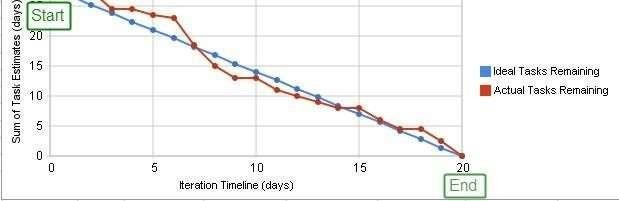 Start
Sum of Task Estimates (days)
20
15
10
5
0
0 5 10 15 20
Iteration Timeline (days)
End
Ideal Tasks Remaining
Actual Tasks Remaining